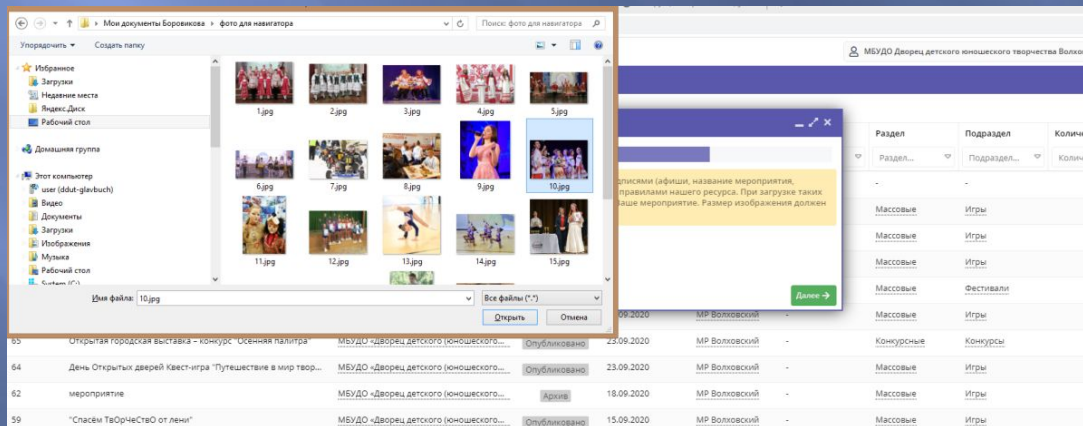 Мои документы Боровикова ▸ фото для навигатора
Поиск: фото для навигатора
Упорядочить
Создать папку
Избранное
Загрузки
Недавние места
Яндекс.Диск
Рабочий стол
Домашняя группа
Этот компьютер
user (ddut-glavbuch)
Видео
Документы
Загрузки
Изображения
Музыка
Рабочий стол
System (C:)
1.jpg 2.jpg 3.jpg 4.jpg 5.jpg
6.jpg 7.jpg 8.jpg 9.jpg 10.jpg
11.jpg 12.jpg 13.jpg 14.jpg 15.jpg
Имя файла: 10.jpg
Все файлы (*.*)
Открыть Отмена
МБУДО Дворец детского юношеского творчества Волхо
(афиши, название мероприятия,
правилами нашего ресурса. При загрузке таких
Ваше мероприятие. Размер изображения должен
Далее →
Раздел Подраздел Количе
Раздел... Подраздел... Колич
- -
Массовые Игры
Массовые Игры
Массовые Игры
Массовые Фестивали
.09.2020 МР Волховский - Массовые Игры
65 Открытая городская выставка – конкурс "Осенняя палитра" МБУДО «Дворец детского (юношеского... Опубликовано 23.09.2020 МР Волховский - Конкурсные Конкурсы
64 День Открытых дверей Квест-игра "Путешествие в мир твор... МБУДО «Дворец детского (юношеского... Опубликовано 23.09.2020 МР Волховский - Массовые Игры
62 мероприятие МБУДО «Дворец детского (юношеского... Архив 18.09.2020 МР Волховский - Массовые Игры
59 "Спасём ТвОрЧеСтвО от лени" МБУДО «Дворец детского (юношеского... Опубликовано 15.09.2020 МР Волховский - Массовые Игры